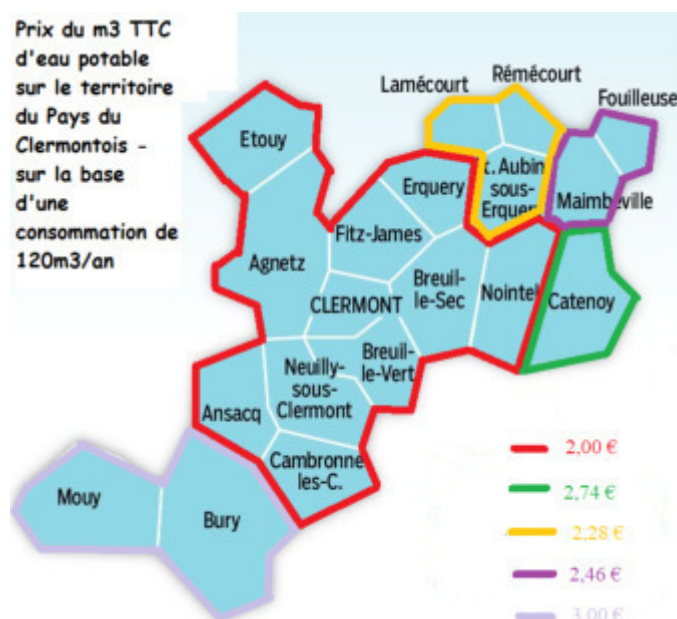 Prix du m3 TTC
d'eau potable
sur le territoire
du Pays du
Clermontois -
sur la base
d'une
consommation de
120m3/an
Lamécourt
Rémécourt
Fouilleuse
Etouy
Erquery
t. Aubin
sous-
Erquer
Maimbeville
Fitz-James
Agnetz
CLERMONT
Breuil-
le-Sec
Nointel
Catenoy
Neuilly-
sous-
Clermont
Breuil-
le-Vert
Ansacq
Cambronne
les-C.
Mouy
Bury
2,00 €
2,74 €
2,28 €
2,46 €
3,00 €